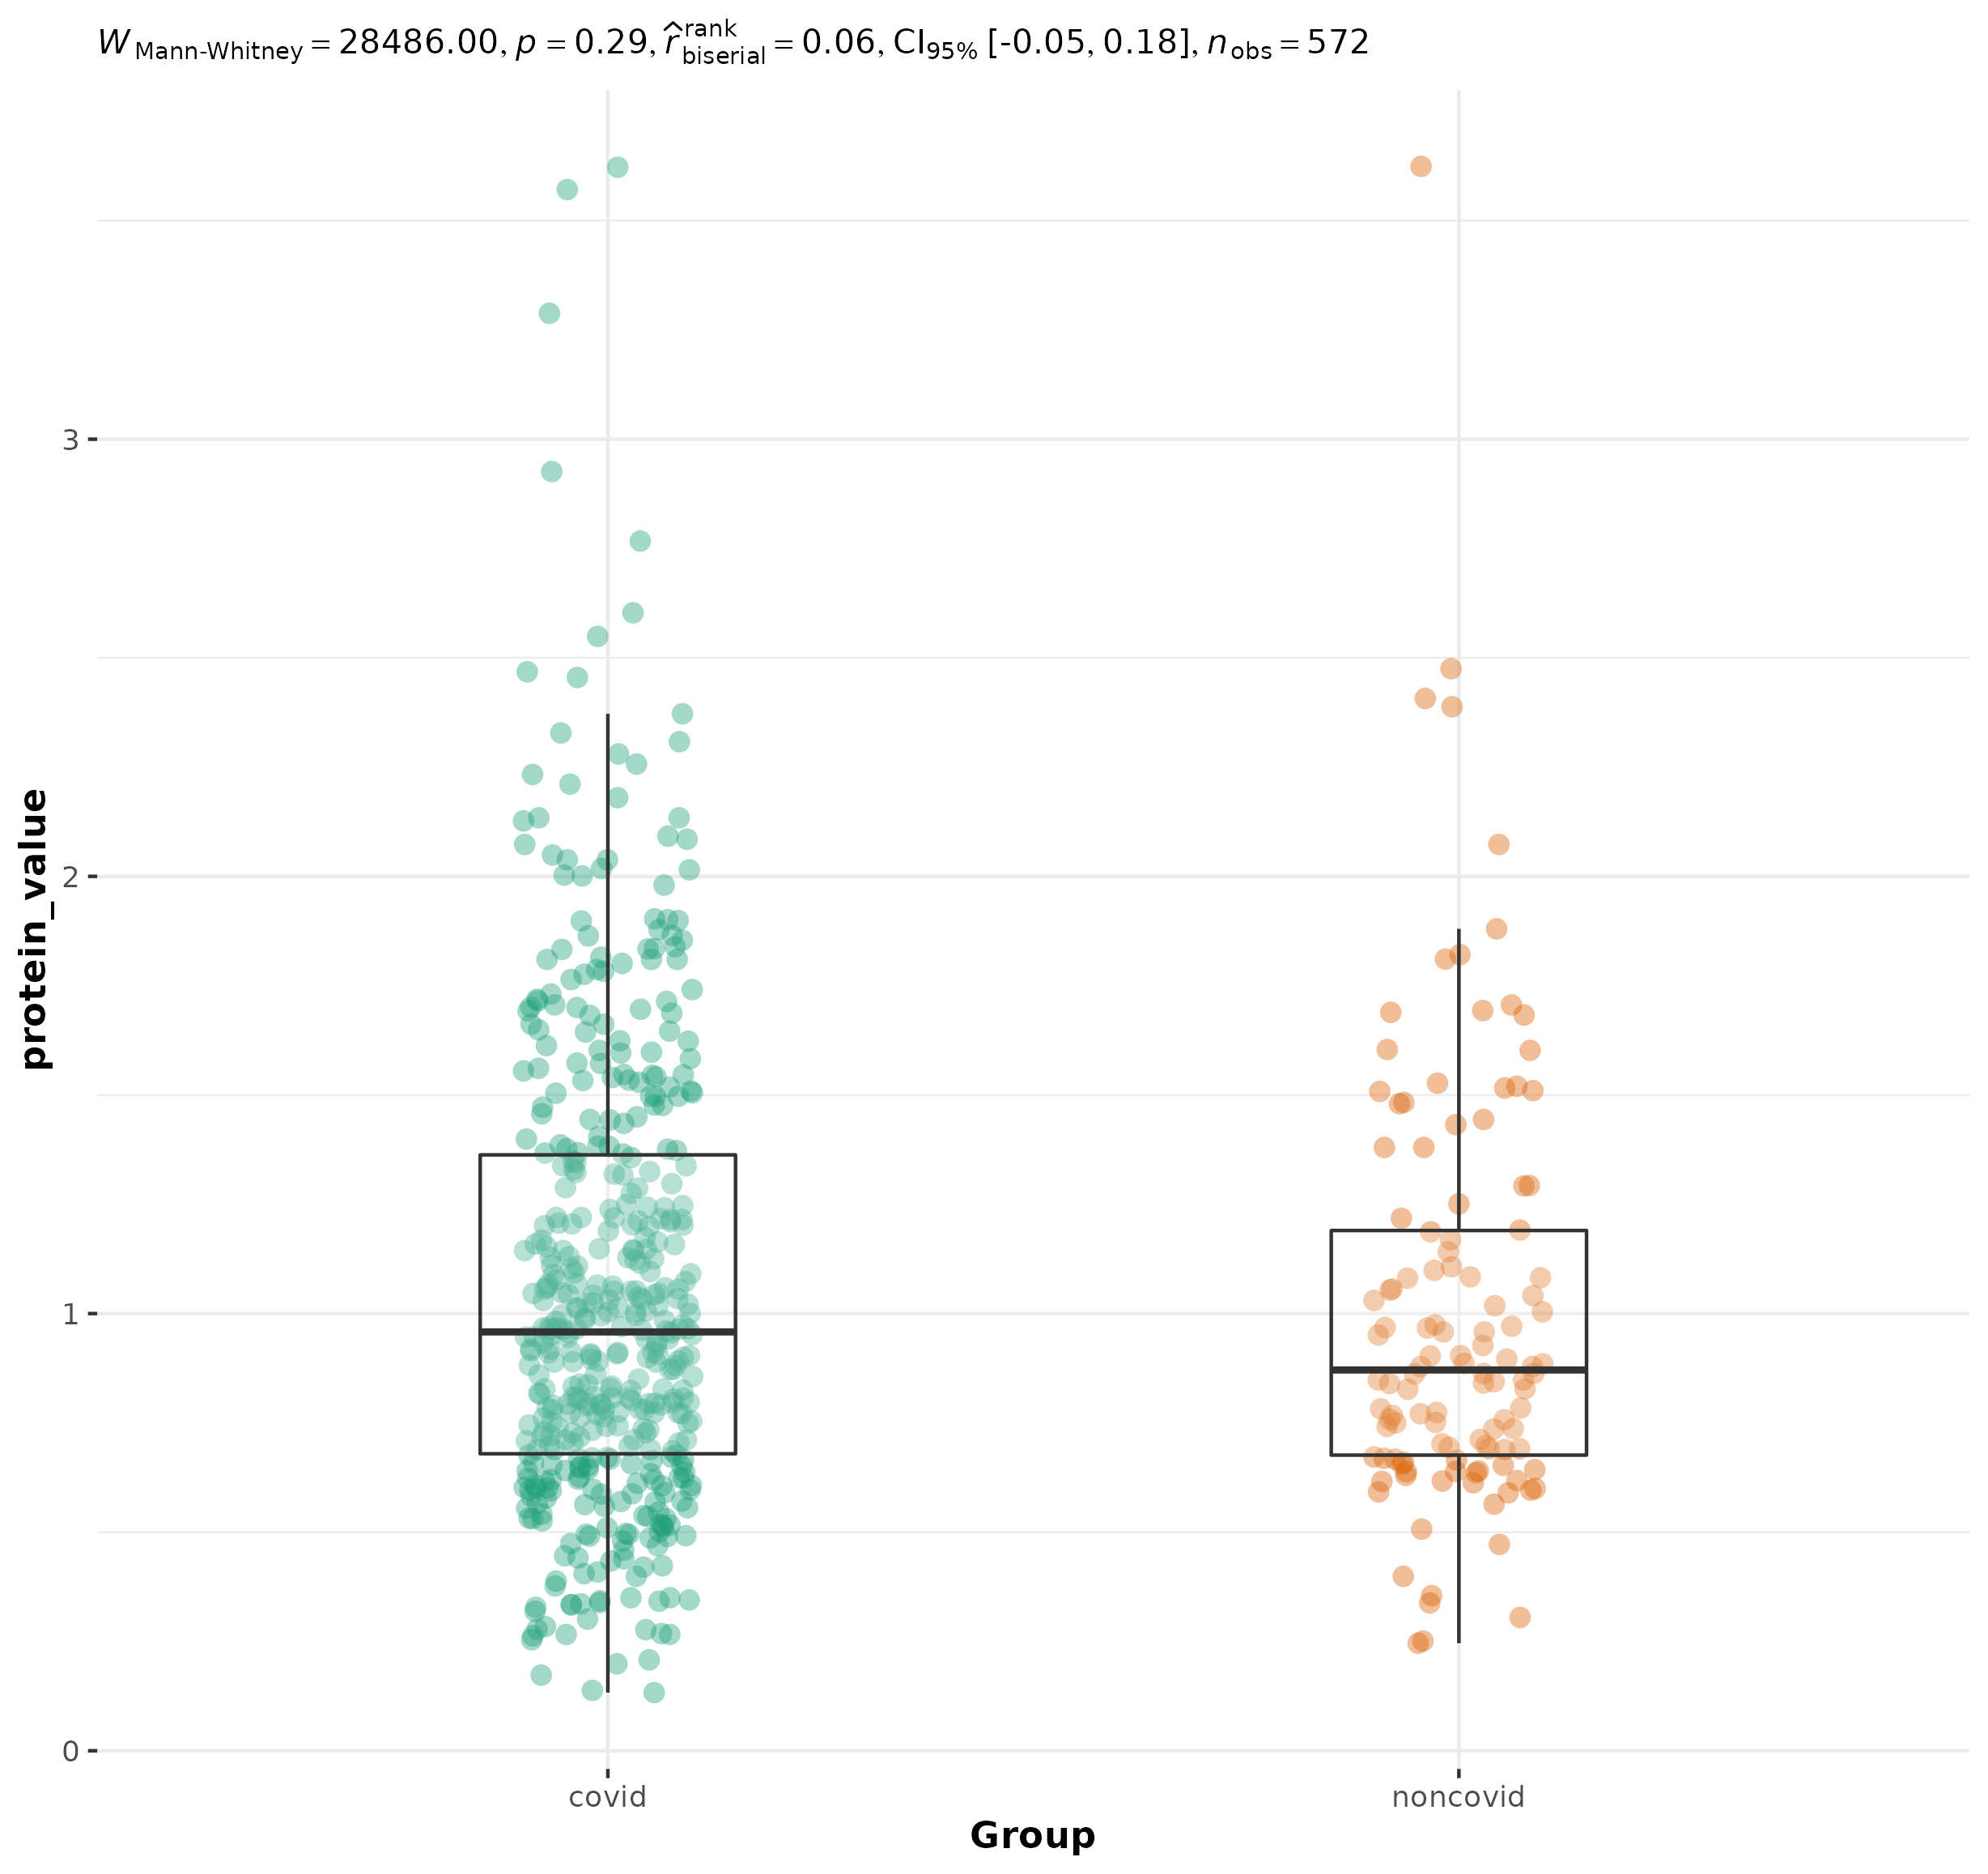 W Mann-Whitney = 28486.00, p = 0.29, r̂ rank biserial = 0.06, CI95% [-0.05, 0.18], n obs = 572
3
2
1
0
protein_value
covid noncovid
Group